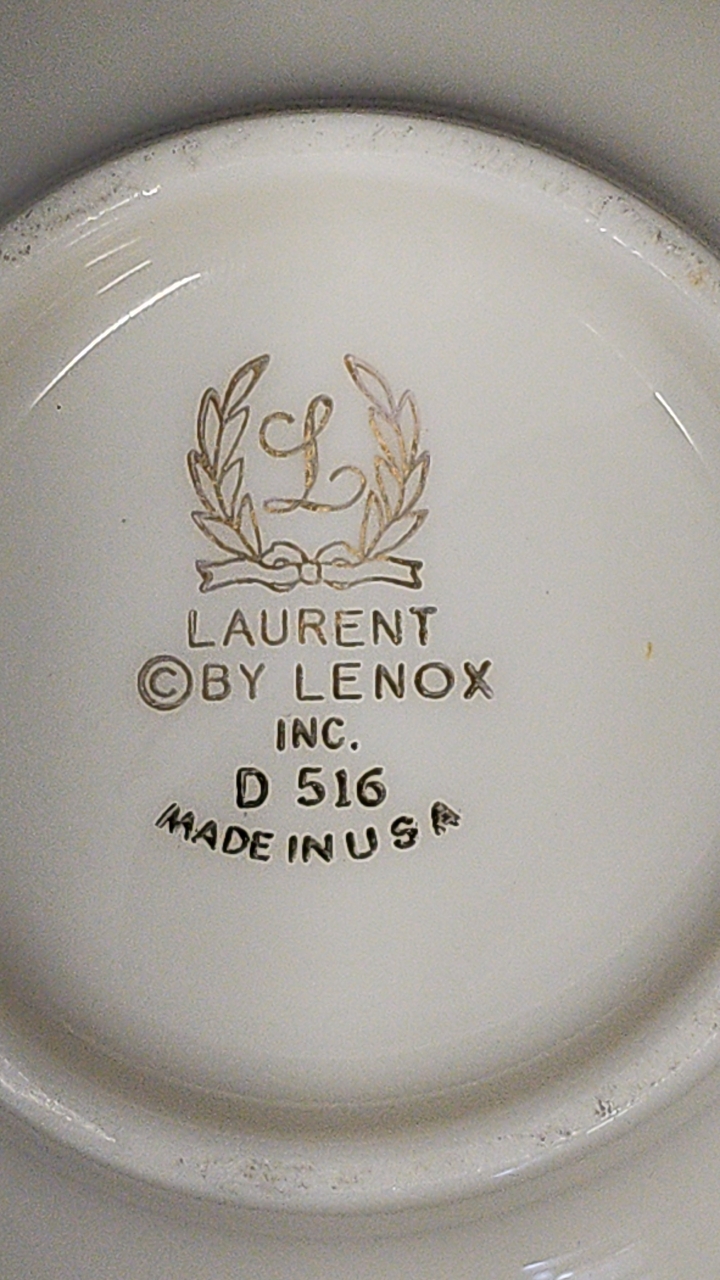 L
LAURENT
©BY LENOX
INC.
D 516
MADE IN USA